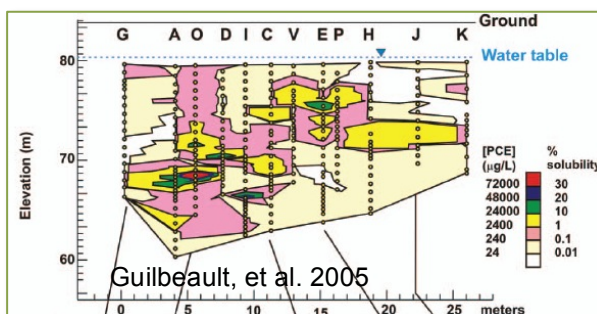 Ground
G A O D I C V E P H J K
Water table
80
70
60
Elevation (m)
[PCE] %
(µg/L) solubility
72000 30
48000 20
24000 10
2400 1
240 0.1
24 0.01
Guilbeault, et al. 2005
0 5 10 15 20 25 meters